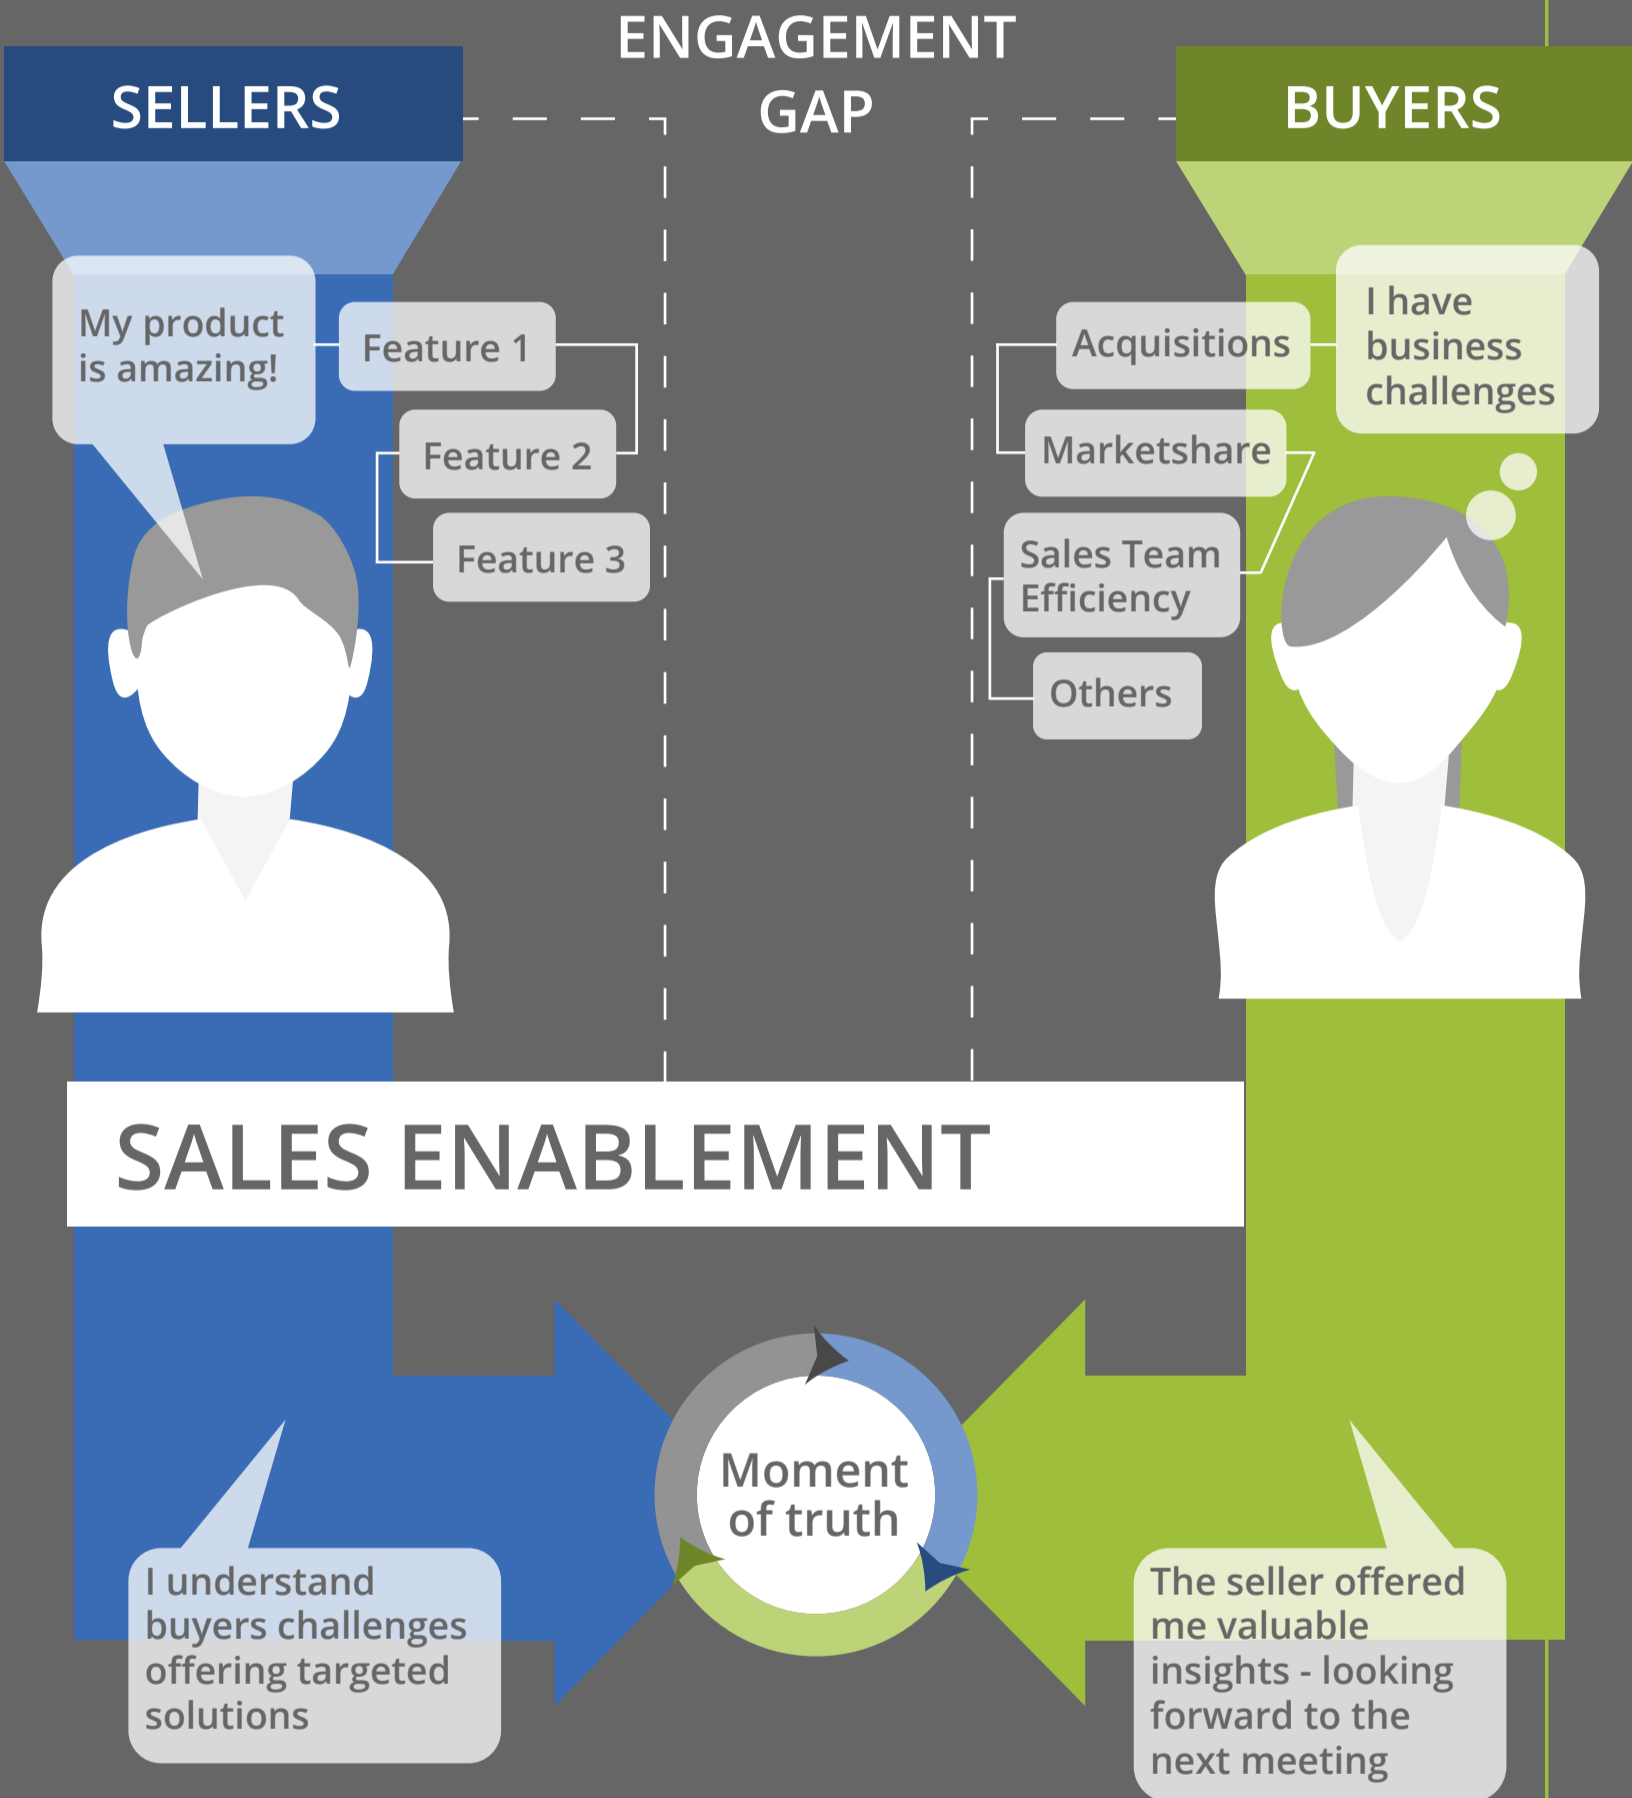 ENGAGEMENT
GAP
SELLERS
BUYERS
My product
is amazing!
Feature 1
Feature 2
Feature 3
Acquisitions
Marketshare
Sales Team
Efficiency
Others
I have
business
challenges
SALES ENABLEMENT
Moment
of truth
I understand
buyers challenges
offering targeted
solutions
The seller offered
me valuable
insights - looking
forward to the
next meeting